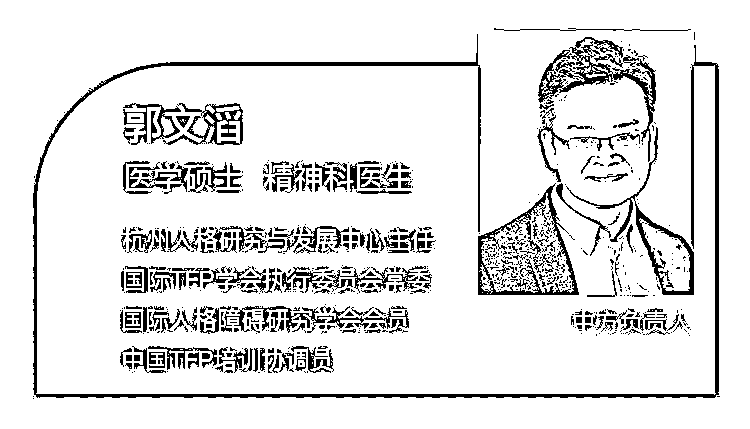 郭文滔
医学硕士 精神科医生
杭州人格研究与发展中心主任
国际TFP学会执行委员会常委
国际人格障碍研究学会会员
中国TFP培训协调员
中方负责人